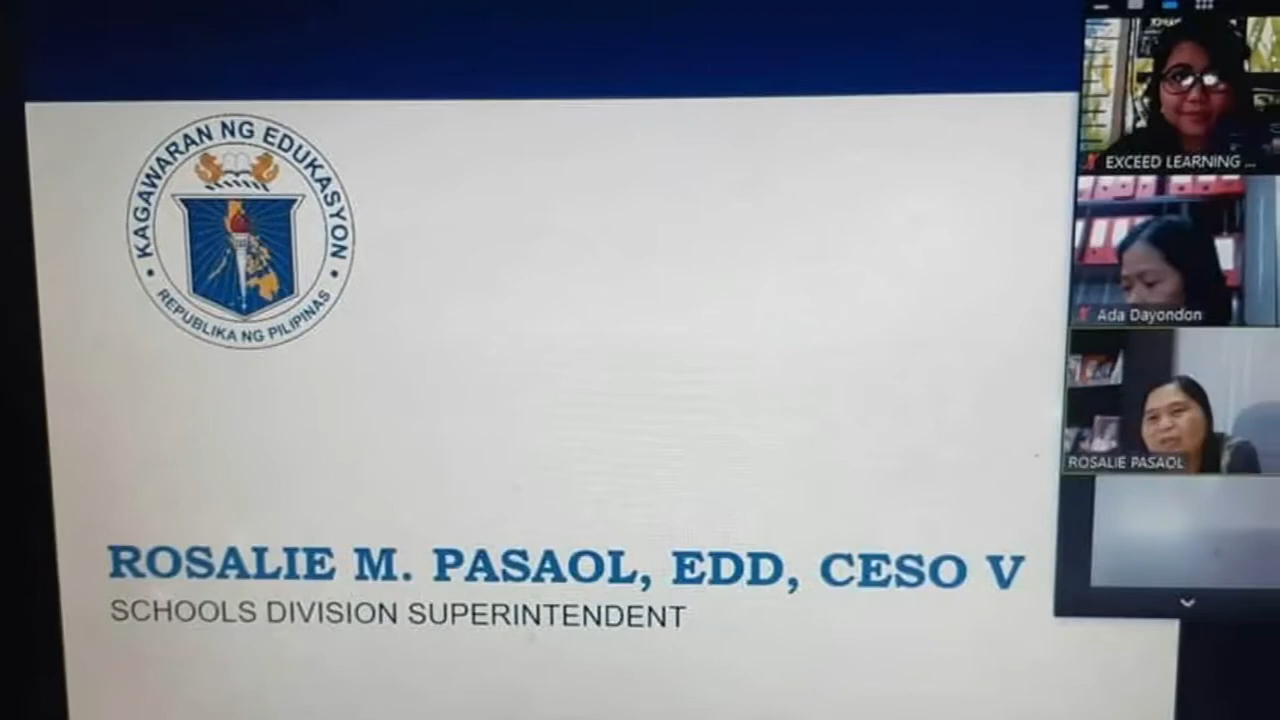 KAGAWARAN NG EDUKASYON
REPUBLIKA NG PILIPINAS
ROSALIE M. PASAOL, EDD, CESO V
SCHOOLS DIVISION SUPERINTENDENT
EXCEED LEARNING ...
Ada Dayondon
ROSALIE PASAOL